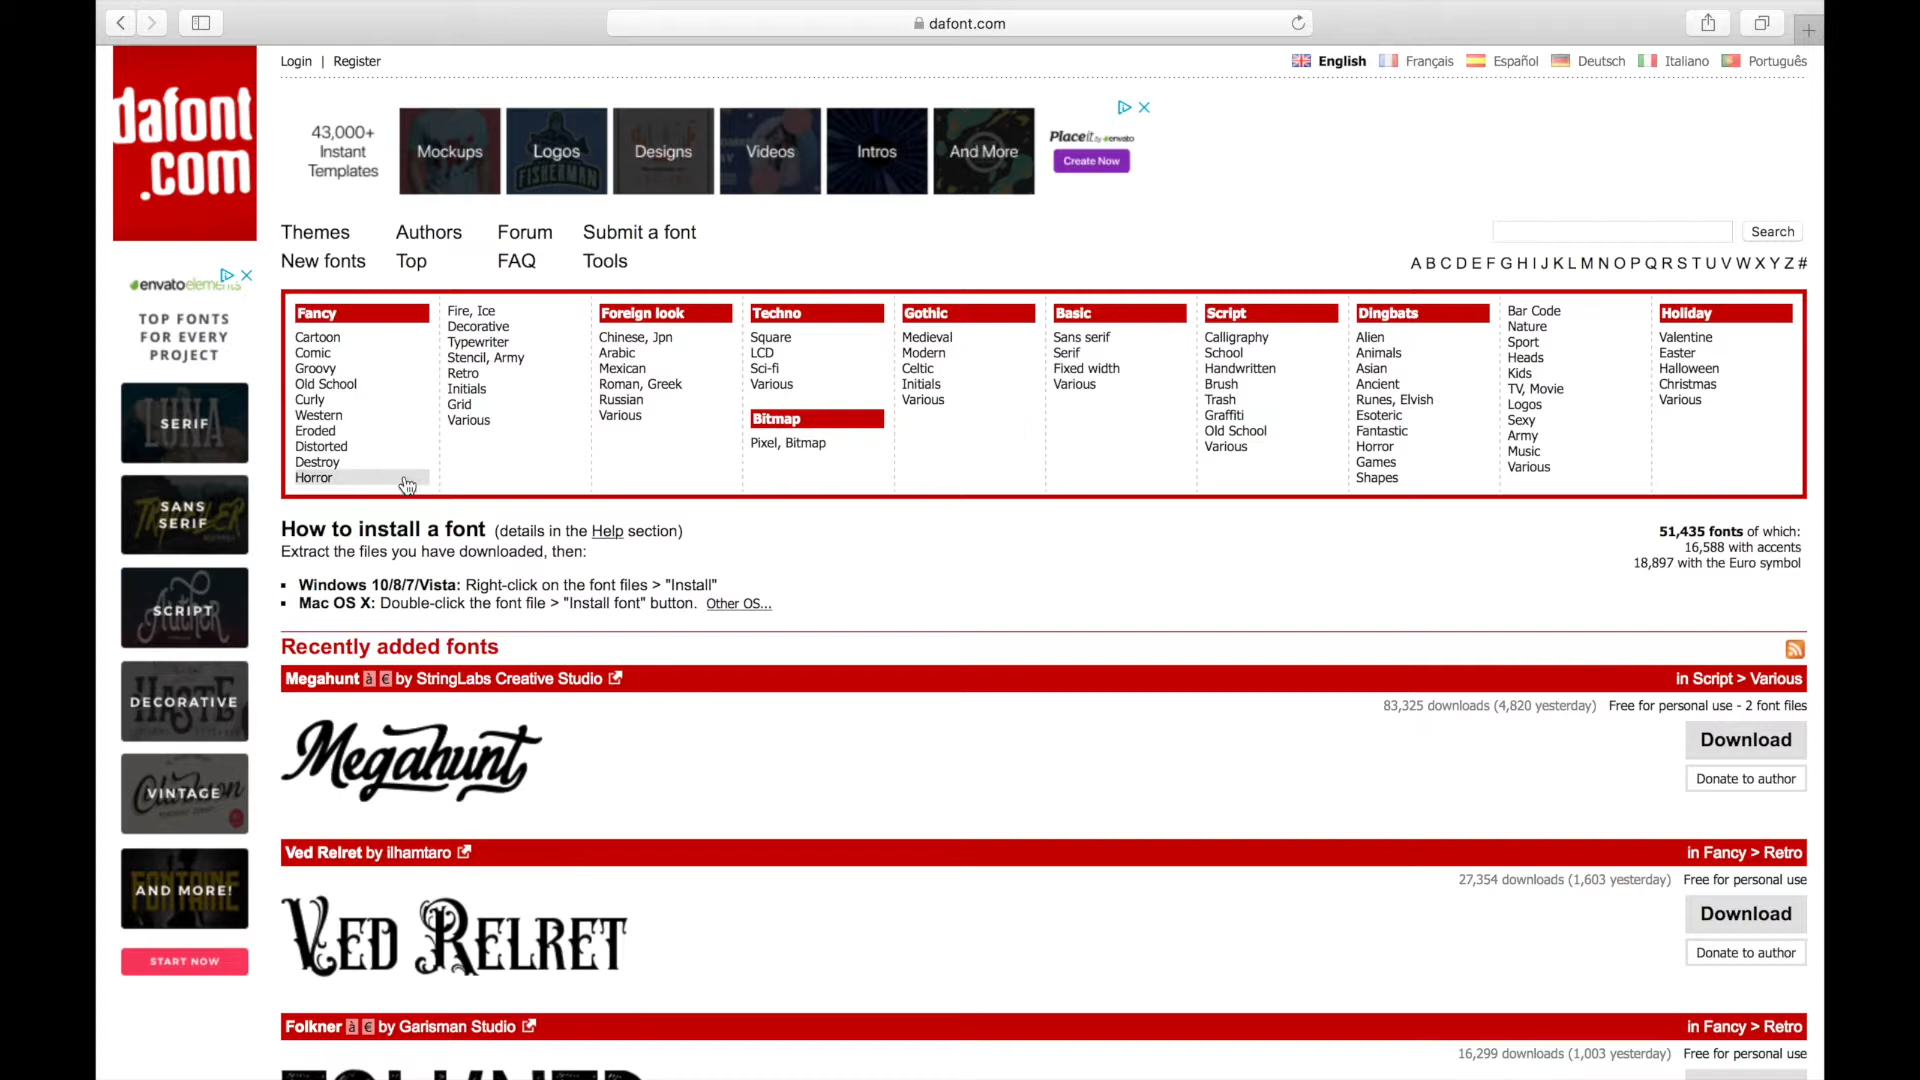 dafont.com
Login | Register
English Français Español Deutsch Italiano Português
dafont
.com
43,000+
Instant
Templates
Mockups
Logos
FISHERMAN
Designs
Videos
Intros
And More
Placeit by envato
Create Now
Themes Authors Forum Submit a font
New fonts Top FAQ Tools
Search
A B C D E F G H I J K L M N O P Q R S T U V W X Y Z #
envato elements
TOP FONTS
FOR EVERY
PROJECT
SERIF
SANS
SERIF
SCRIPT
DECORATIVE
VINTAGE
AND MORE!
START NOW
Fancy
Cartoon
Comic
Groovy
Old School
Curly
Western
Eroded
Distorted
Destroy
Horror
Fire, Ice
Decorative
Typewriter
Stencil, Army
Retro
Initials
Grid
Various
Foreign look
Chinese, Jpn
Arabic
Mexican
Roman, Greek
Russian
Various
Techno
Square
LCD
Sci-fi
Various
Bitmap
Pixel, Bitmap
Gothic
Medieval
Modern
Celtic
Initials
Various
Basic
Sans serif
Serif
Fixed width
Various
Script
Calligraphy
School
Handwritten
Brush
Trash
Graffiti
Old School
Various
Dingbats
Alien
Animals
Asian
Ancient
Runes, Elvish
Esoteric
Fantastic
Horror
Games
Shapes
Bar Code
Nature
Sport
Heads
Kids
TV, Movie
Logos
Sexy
Army
Music
Various
Holiday
Valentine
Easter
Halloween
Christmas
Various
How to install a font (details in the Help section)
Extract the files you have downloaded, then:
Windows 10/8/7/Vista: Right-click on the font files > "Install"
Mac OS X: Double-click the font file > "Install font" button. Other OS...
51,435 fonts of which:
16,588 with accents
18,897 with the Euro symbol
Recently added fonts
Megahunt à € by StringLabs Creative Studio in Script > Various
83,325 downloads (4,820 yesterday) Free for personal use - 2 font files
Megahunt
Download
Donate to author
Ved Relret by ilhamtaro in Fancy > Retro
27,354 downloads (1,603 yesterday) Free for personal use
VED RELRET
Download
Donate to author
Folkner à € by Garisman Studio in Fancy > Retro
16,299 downloads (1,003 yesterday) Free for personal use
FOLKNER